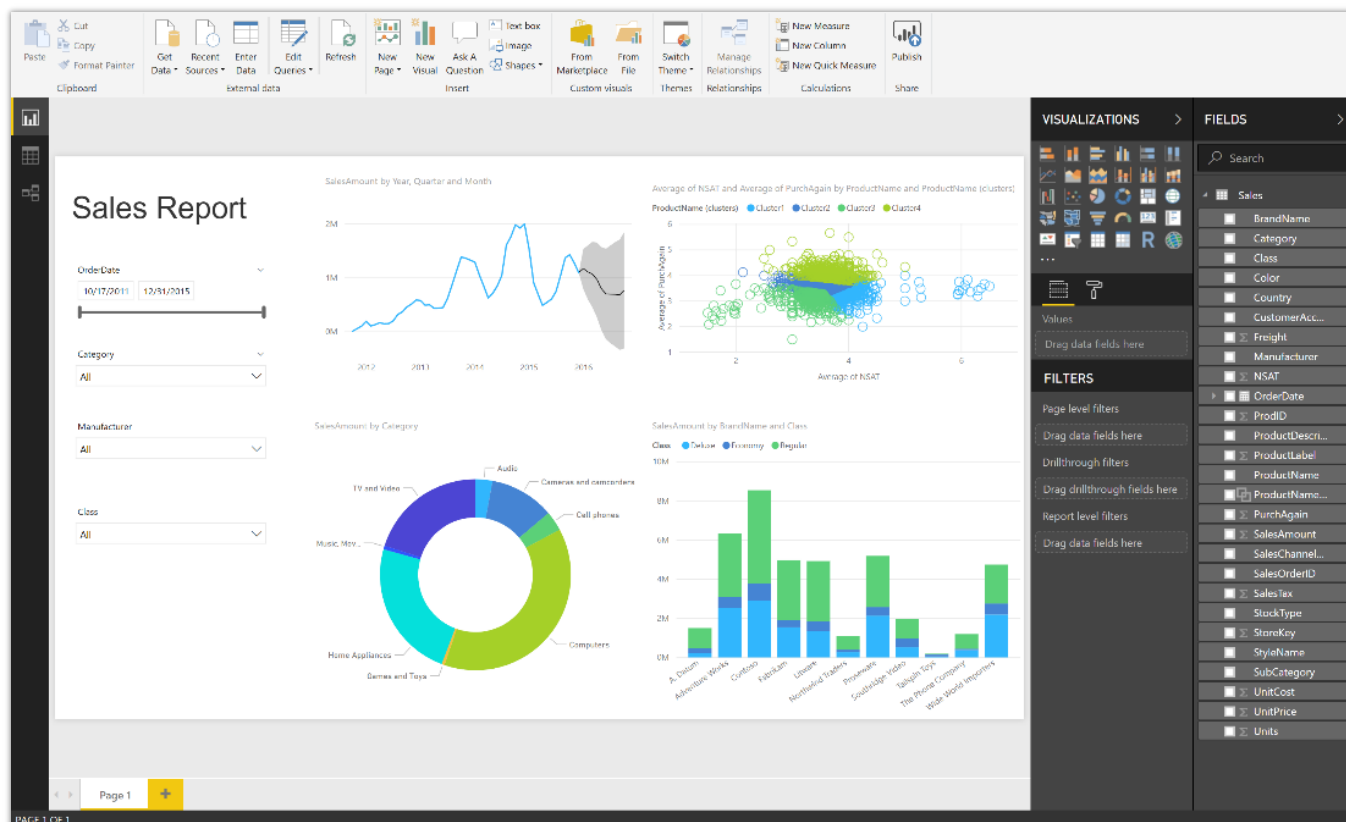 Paste
Cut
Copy
Format Painter
Clipboard
Get Data
Recent Sources
Enter Data
Edit Queries
External data
Refresh
New Page
New Visual
Ask A Question
Text box
Image
Shapes
Insert
From Marketplace
From File
Custom visuals
Switch Theme
Themes
Manage Relationships
Relationships
New Measure
New Column
New Quick Measure
Calculations
Publish
Share
Sales Report
OrderDate
10/17/2011 12/31/2015
Category
All
Manufacturer
All
Class
All
SalesAmount by Year, Quarter and Month
2M
1M
0M
2012 2013 2014 2015 2016
Average of NSAT and Average of PurchAgain by ProductName and ProductName (clusters)
ProductName (clusters) Cluster1 Cluster2 Cluster3 Cluster4
Average of PurchAgain
6
5
4
3
2
1
2 4 6
Average of NSAT
SalesAmount by Category
Audio
Cameras and camcorders
Cell phones
Computers
Games and Toys
Home Appliances
Music, Mov...
TV and Video
SalesAmount by BrandName and Class
Class Deluxe Economy Regular
10M
8M
6M
4M
2M
0M
A. Datum
Adventure Works
Contoso
Fabrikam
Litware
Northwind Traders
Proseware
Southridge Video
Tailspin Toys
The Phone Company
Wide World Importers
Page 1
PAGE 1 OF 1
VISUALIZATIONS
R
Values
Drag data fields here
FILTERS
Page level filters
Drag data fields here
Drillthrough filters
Drag drillthrough fields here
Report level filters
Drag data fields here
FIELDS
Search
Sales
BrandName
Category
Class
Color
Country
CustomerAcc...
Freight
Manufacturer
NSAT
OrderDate
ProdID
ProductDescri...
ProductLabel
ProductName
ProductName...
PurchAgain
SalesAmount
SalesChannel...
SalesOrderID
SalesTax
StockType
StoreKey
StyleName
SubCategory
UnitCost
UnitPrice
Units